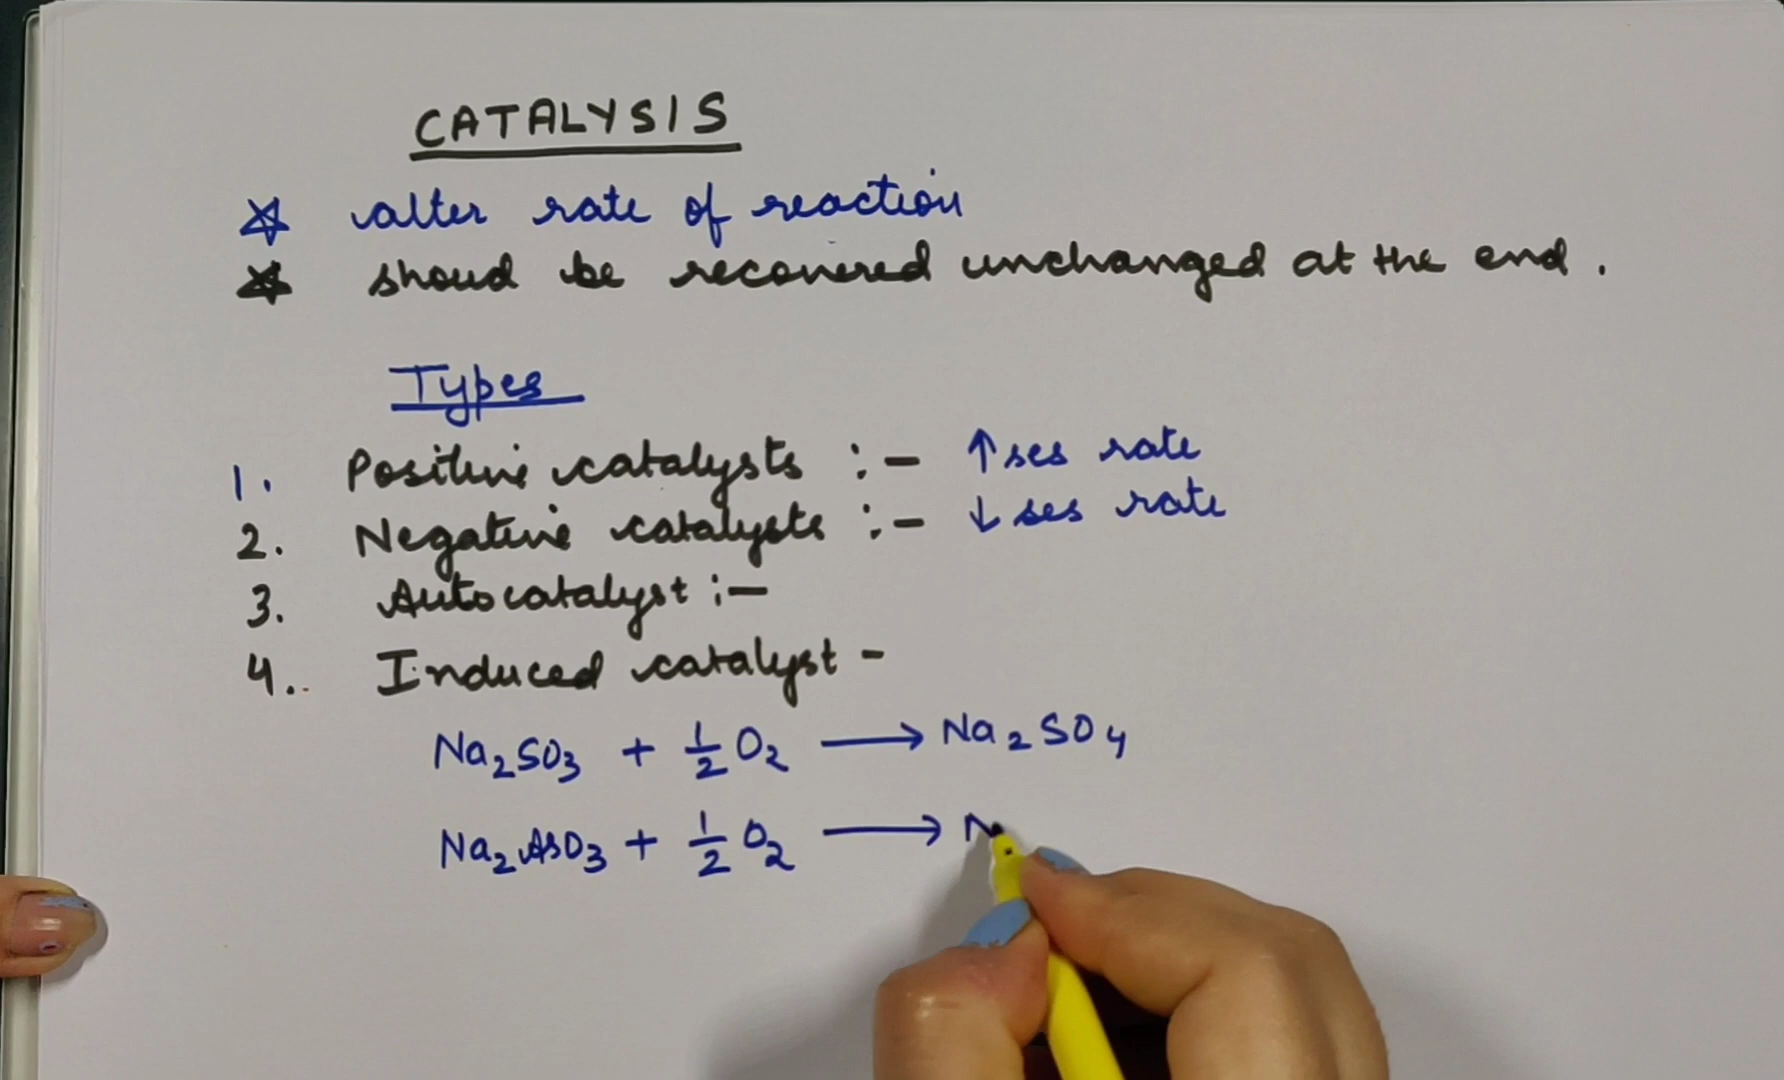 CATALYSIS
☆ alter rate of reaction
☆ shoud be recovered unchanged at the end.
Types
1. Positive catalysts :- ↑ses rate
2. Negative catalysts :- ↓ses rate
3. Autocatalyst :-
4. Induced catalyst -
Na₂SO₃ + ½O₂ ⟶ Na₂SO₄
Na₂AsO₃ + ½O₂ ⟶ N